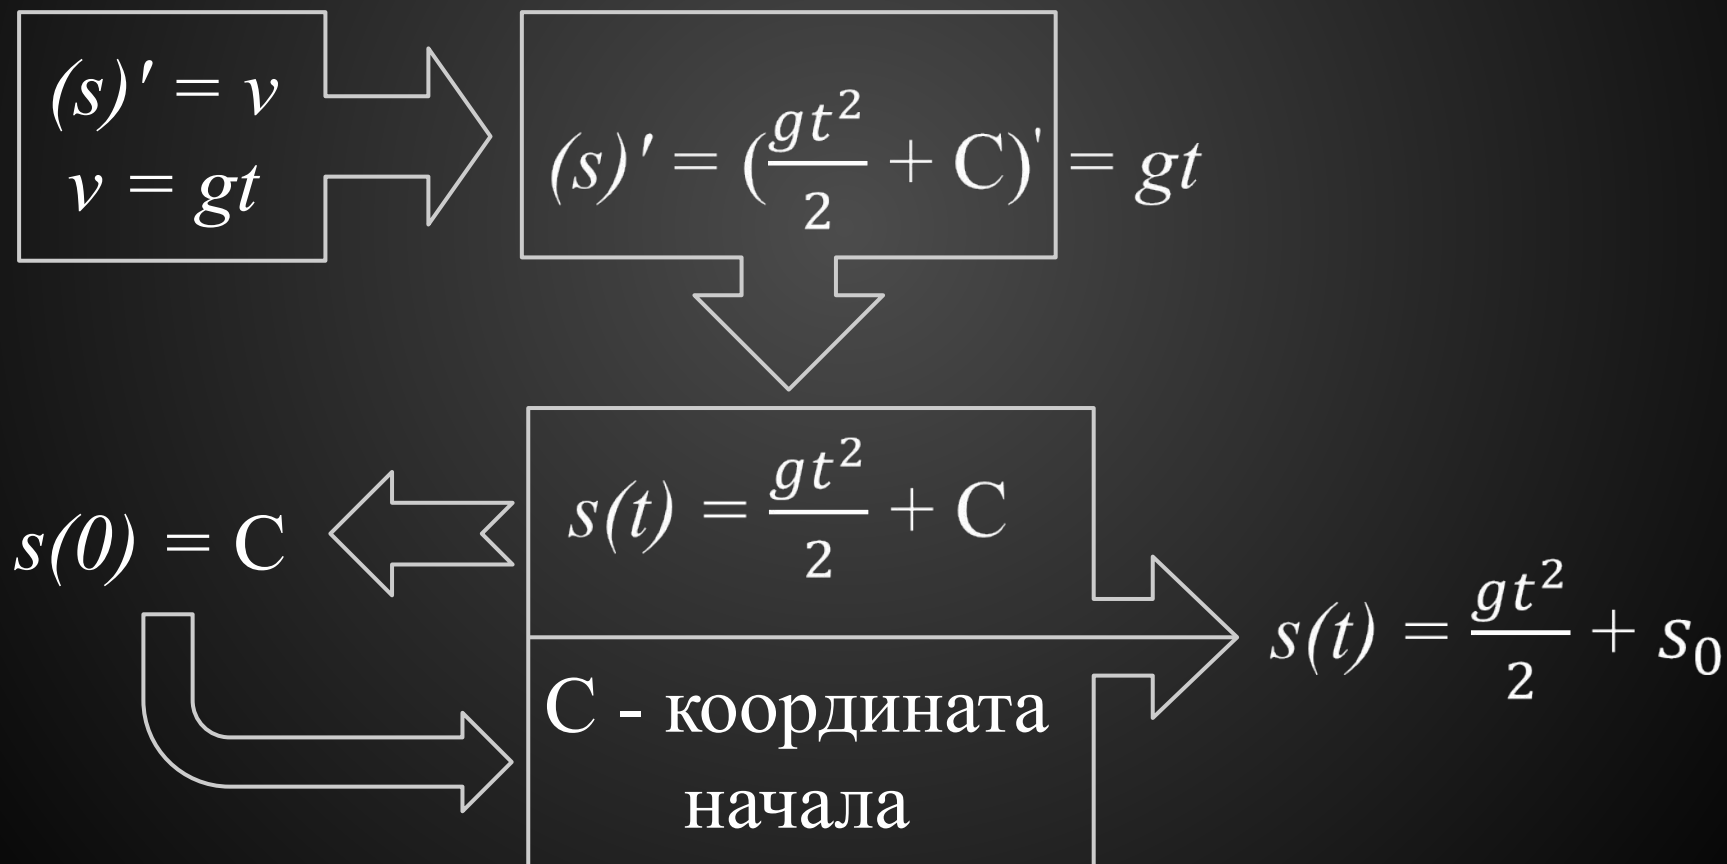 (s)' = v
v = gt
(s)' = (gt²/2 + C)' = gt
s(t) = gt²/2 + C
s(0) = C
s(t) = gt²/2 + s₀
C - координата
начала